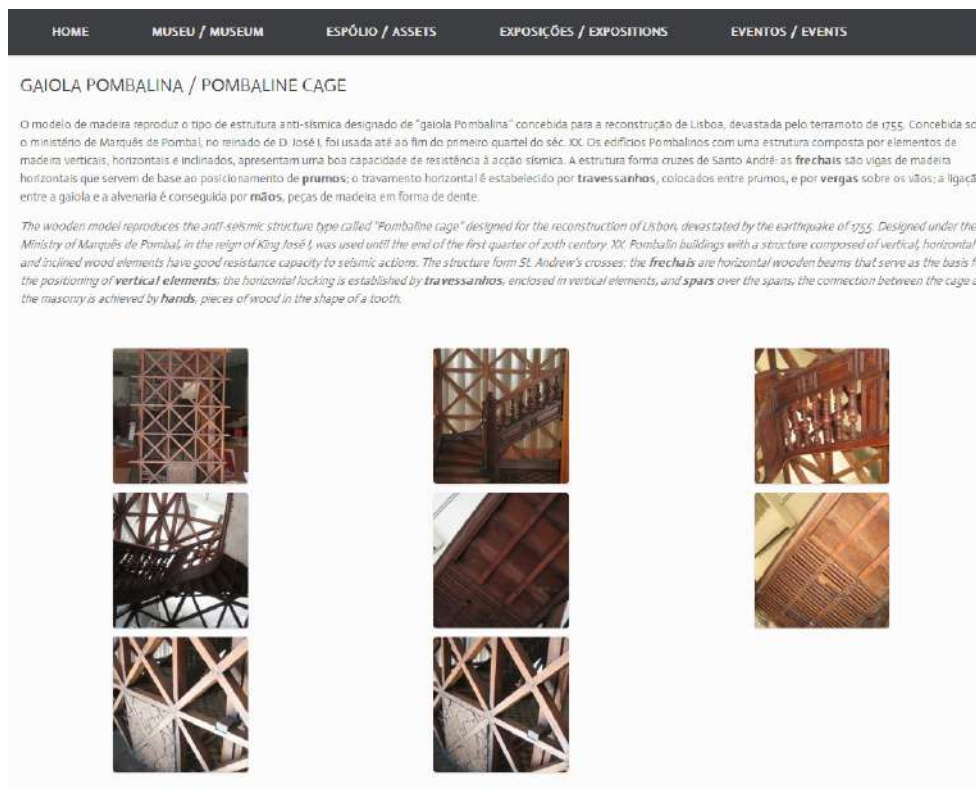 HOME MUSEU / MUSEUM ESPÓLIO / ASSETS EXPOSIÇÕES / EXPOSITIONS EVENTOS / EVENTS
GAIOLA POMBALINA / POMBALINE CAGE
O modelo de madeira reproduz o tipo de estrutura anti-sísmica designado de "gaiola Pombalina" concebida para a reconstrução de Lisboa, devastada pelo terramoto de 1755. Concebida so
o ministério de Marquês de Pombal, no reinado de D. José I, foi usada até ao fim do primeiro quartel do séc. XX. Os edifícios Pombalinos com uma estrutura composta por elementos de
madeira verticais, horizontais e inclinados, apresentam uma boa capacidade de resistência à acção sísmica. A estrutura forma cruzes de Santo André: as frechais são vigas de madeira
horizontais que servem de base ao posicionamento de prumos; o travamento horizontal é estabelecido por travessanhos, colocados entre prumos, e por vergas sobre os vãos; a ligaçã
entre a gaiola e a alvenaria é conseguida por mãos, peças de madeira em forma de dente.
The wooden model reproduces the anti-seismic structure type called "Pombaline cage" designed for the reconstruction of Lisbon, devastated by the earthquake of 1755. Designed under the
Ministry of Marquês de Pombal, in the reign of King José I, was used until the end of the first quarter of 20th century. XX. Pombalin buildings with a structure composed of vertical, horizontal
and inclined wood elements have good resistance capacity to seismic actions. The structure form St. Andrew's crosses: the frechais are horizontal wooden beams that serve as the basis f
the positioning of vertical elements; the horizontal locking is established by travessanhos, enclosed in vertical elements, and spars over the spans; the connection between the cage a
the masonry is achieved by hands, pieces of wood in the shape of a tooth.